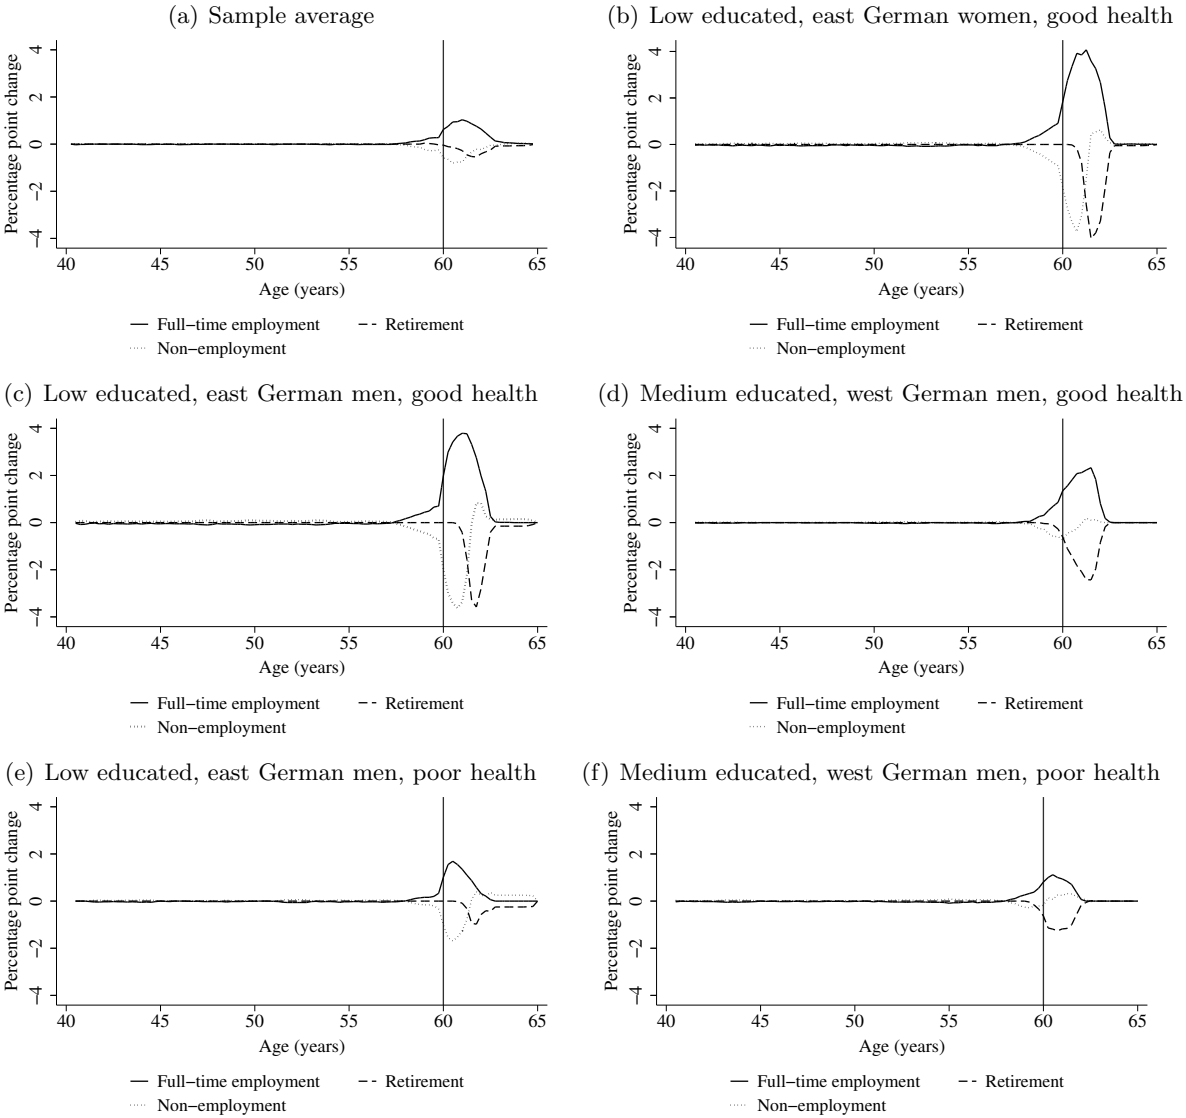 (a) Sample average
Percentage point change
4
2
0
−2
−4
40 45 50 55 60 65
Age (years)
Full−time employment Retirement
Non−employment
(b) Low educated, east German women, good health
Percentage point change
4
2
0
−2
−4
40 45 50 55 60 65
Age (years)
Full−time employment Retirement
Non−employment
(c) Low educated, east German men, good health
Percentage point change
4
2
0
−2
−4
40 45 50 55 60 65
Age (years)
Full−time employment Retirement
Non−employment
(d) Medium educated, west German men, good health
Percentage point change
4
2
0
−2
−4
40 45 50 55 60 65
Age (years)
Full−time employment Retirement
Non−employment
(e) Low educated, east German men, poor health
Percentage point change
4
2
0
−2
−4
40 45 50 55 60 65
Age (years)
Full−time employment Retirement
Non−employment
(f) Medium educated, west German men, poor health
Percentage point change
4
2
0
−2
−4
40 45 50 55 60 65
Age (years)
Full−time employment Retirement
Non−employment